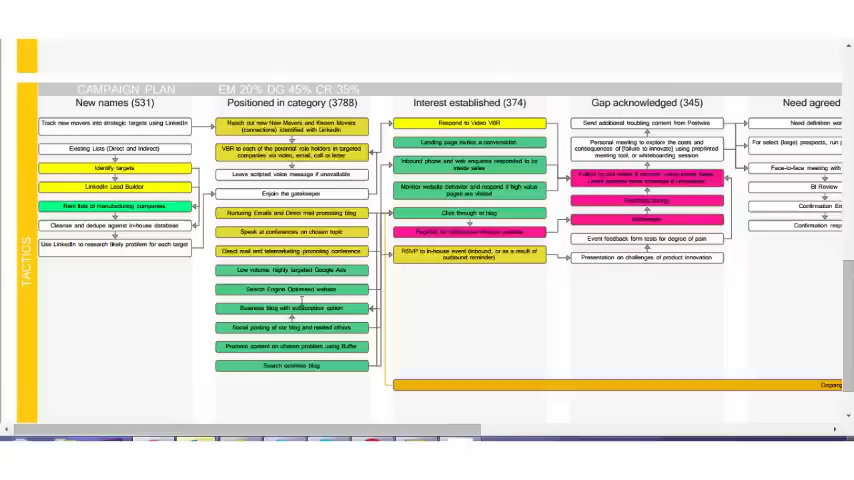 CAMPAIGN PLAN
EM 20% DG 45% CR 35%
New names (531)
Positioned in category (3788)
Interest established (374)
Gap acknowledged (345)
Need agreed
TACTICS
Track new movers into strategic targets using LinkedIn
Existing Lists (Direct and Indirect)
Identify targets
LinkedIn Lead Builder
Rent lists of manufacturing companies
Cleanse and dedupe against in-house database
Use LinkedIn to research likely problem for each target
Reach out new New Movers and Known Movers
(connections) identified with LinkedIn
VBR to each of the potential role holders in targeted
companies via video, email, call or letter
Leave scripted voice message if unavailable
Enjoin the gatekeeper
Nurturing Emails and Direct mail promoting blog
Speak at conferences on chosen topic
Direct mail and telemarketing promoting conference
Low volume, highly targeted Google Ads
Search Engine Optimised website
Business blog with subscription option
Social posting of our blog and related others
Promote content on chosen problem using Buffer
Search optimise blog
Respond to Video VBR
Landing page invites a conversation
Inbound phone and web enquires responded to by
inside sales
Monitor website behavior and respond if high value
pages are visited
Click through to blog
RSVP to in-house event (inbound, or as a result of
outbound reminder)
Send additional troubling content from Postwire
Personal meeting to explore the costs and
consequences of [failure to innovate] using preprinted
meeting tool, or whiteboarding session
Event feedback form tests for degree of pain
Presentation on challenges of product innovation
Need definition
For select (large) prospects, run
Face-to-face meeting with
BI Review
Confirmation
Confirmation
Ongoing